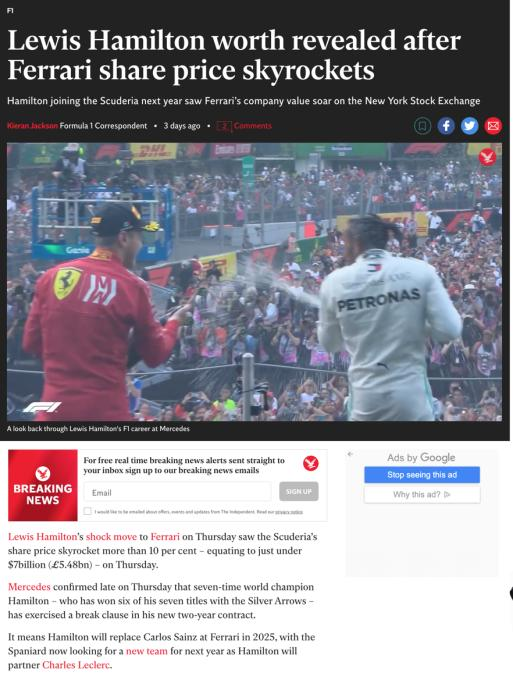 F1
Lewis Hamilton worth revealed after
Ferrari share price skyrockets
Hamilton joining the Scuderia next year saw Ferrari's company value soar on the New York Stock Exchange
Kieran Jackson Formula 1 Correspondent • 3 days ago • 2 Comments
Genie
PETRONAS
F1
A look back through Lewis Hamilton's F1 career at Mercedes
BREAKING
NEWS
For free real time breaking news alerts sent straight to
your inbox sign up to our breaking news emails
Email
SIGN UP
I would like to be emailed about offers, events and updates from The Independent. Read our privacy notice
Ads by Google
Stop seeing this ad
Why this ad?
Lewis Hamilton's shock move to Ferrari on Thursday saw the Scuderia's
share price skyrocket more than 10 per cent – equating to just under
$7billion (£5.48bn) – on Thursday.
Mercedes confirmed late on Thursday that seven-time world champion
Hamilton – who has won six of his seven titles with the Silver Arrows –
has exercised a break clause in his new two-year contract.
It means Hamilton will replace Carlos Sainz at Ferrari in 2025, with the
Spaniard now looking for a new team for next year as Hamilton will
partner Charles Leclerc.